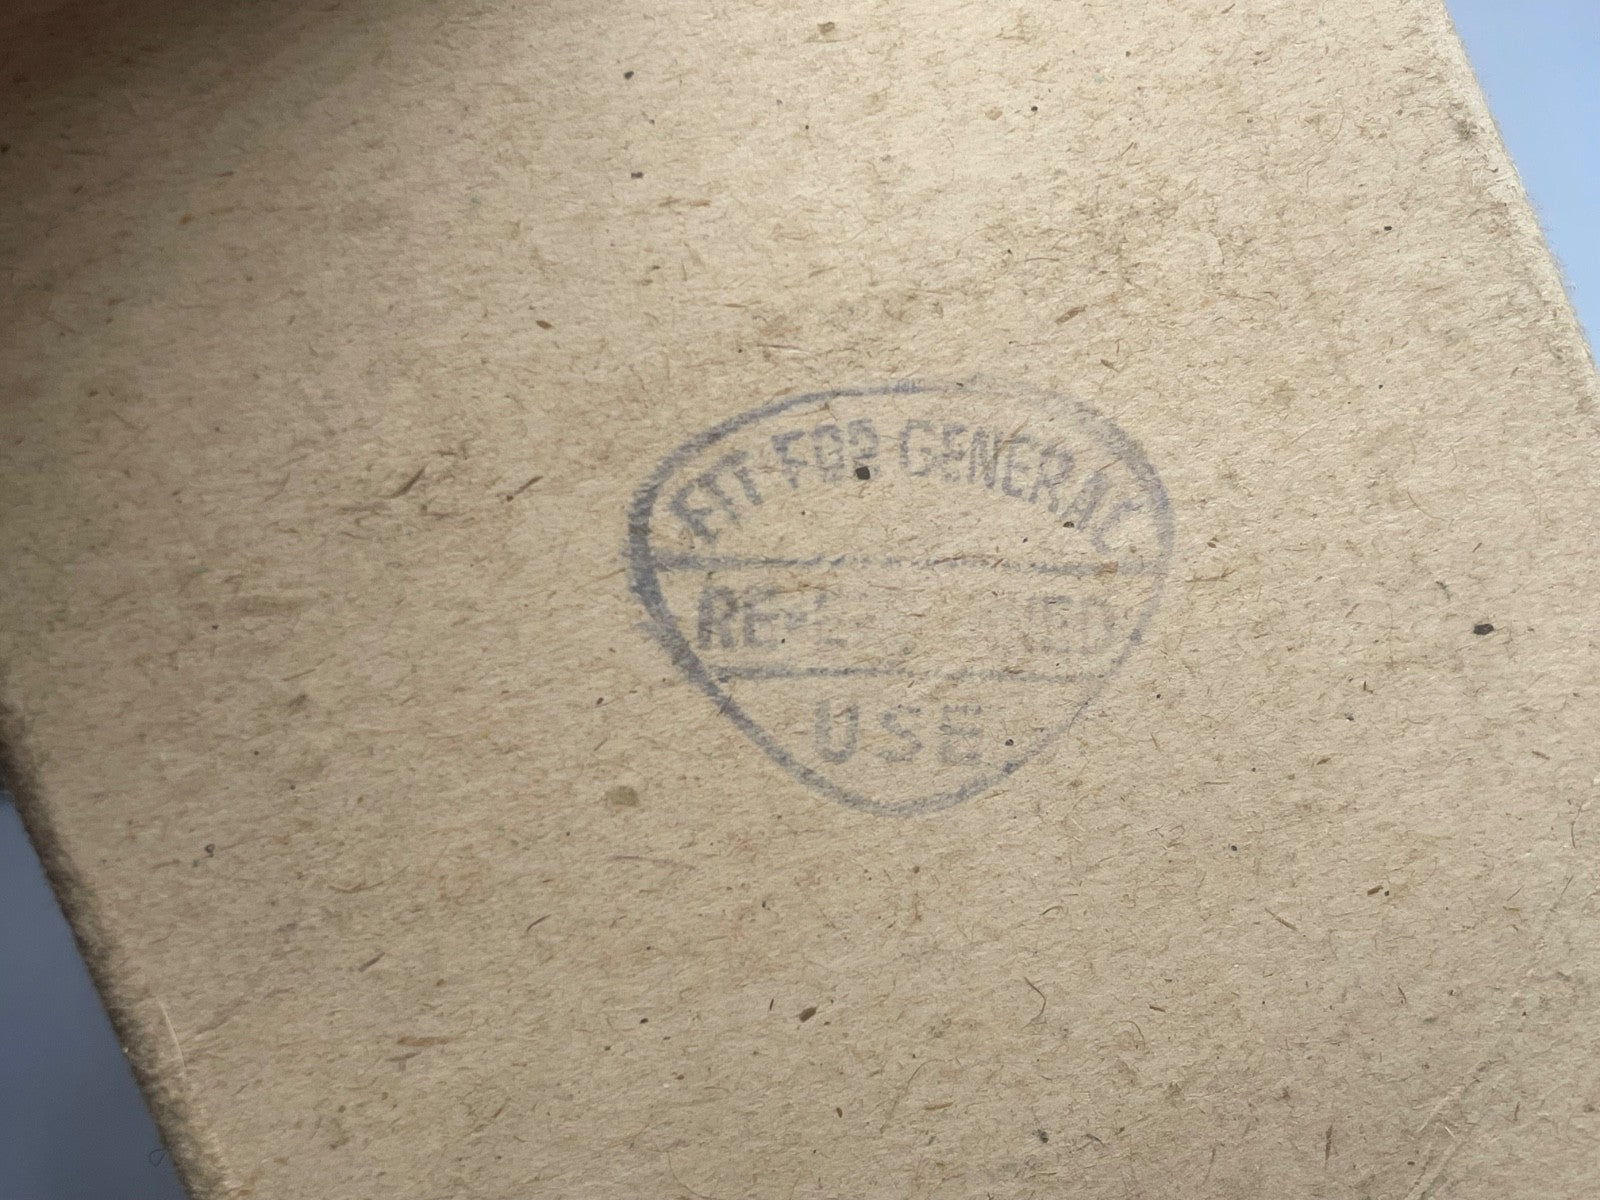 FIT FOR GENERAL
USE